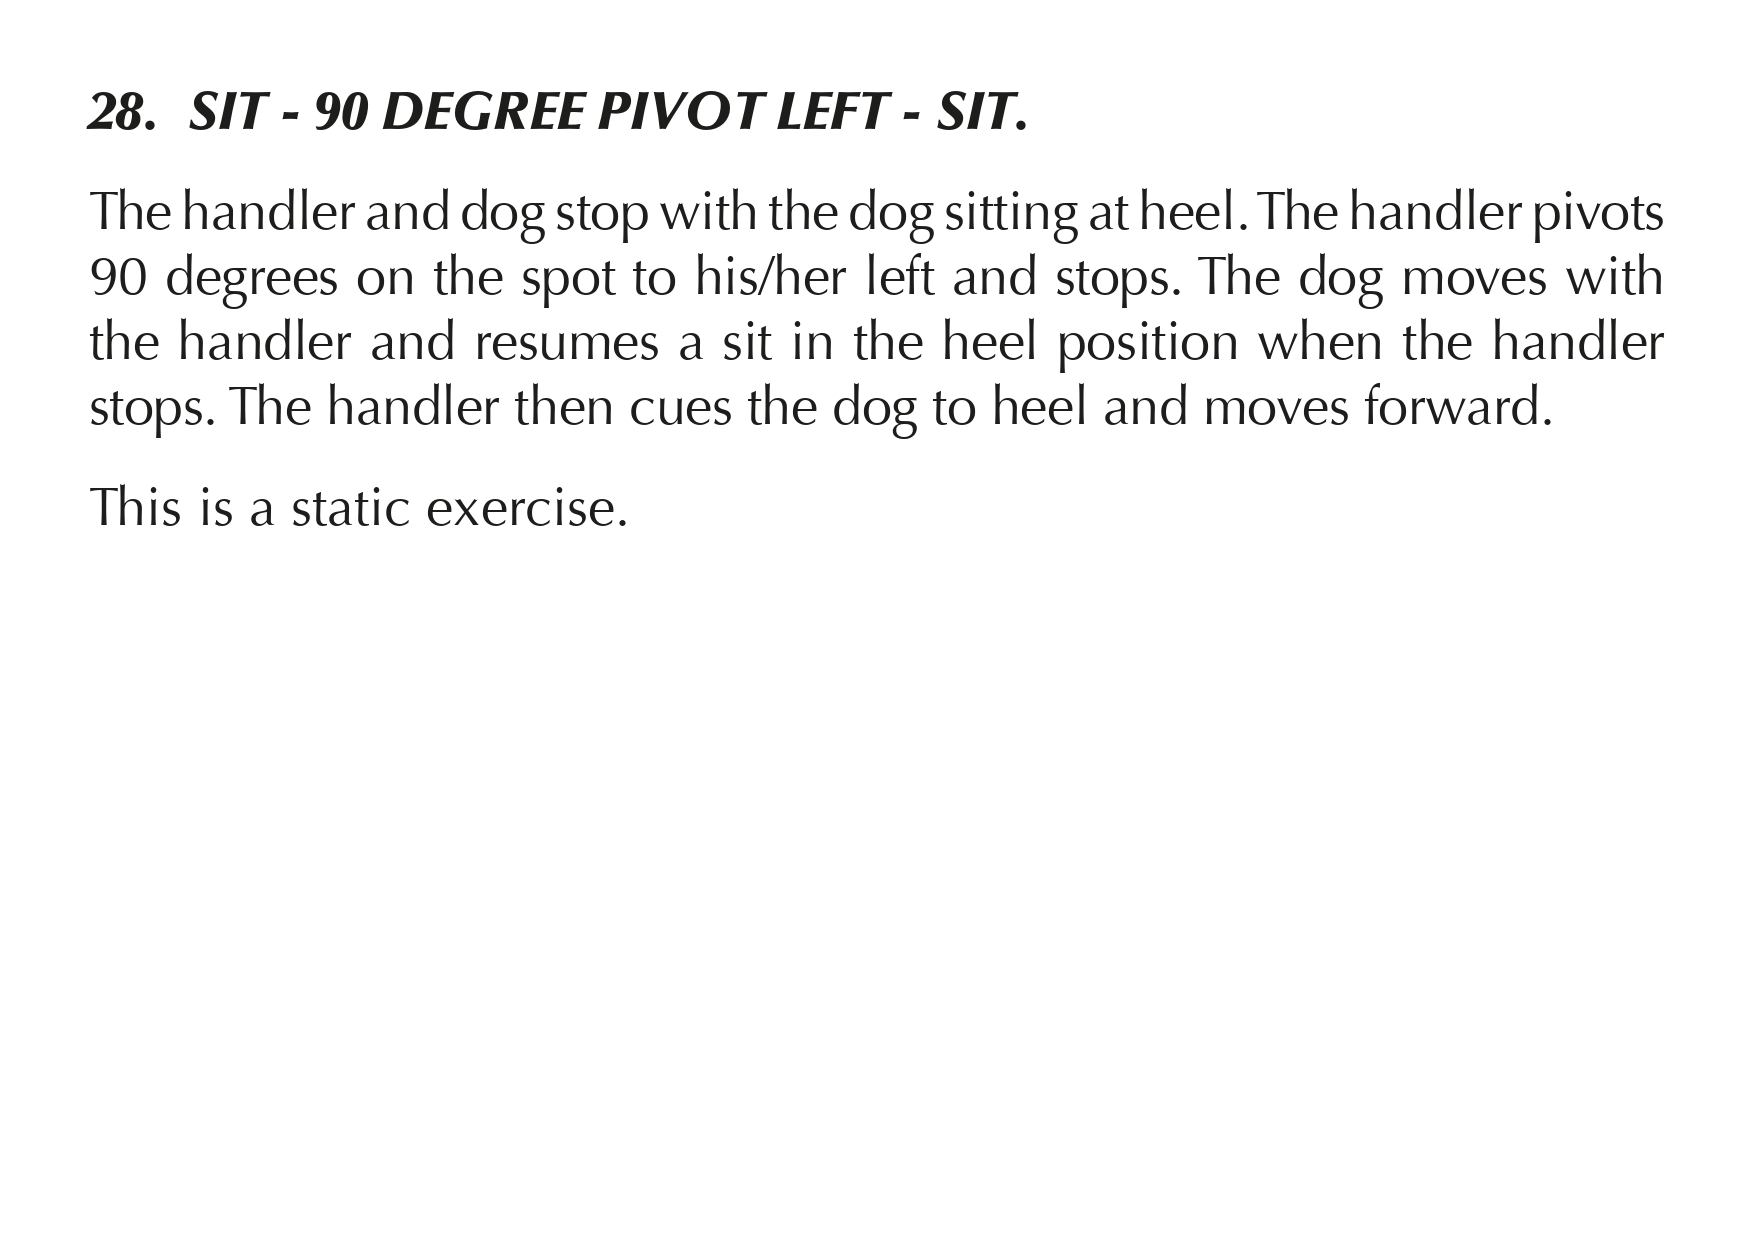 28. SIT - 90 DEGREE PIVOT LEFT - SIT.
The handler and dog stop with the dog sitting at heel. The handler pivots
90 degrees on the spot to his/her left and stops. The dog moves with
the handler and resumes a sit in the heel position when the handler
stops. The handler then cues the dog to heel and moves forward.
This is a static exercise.